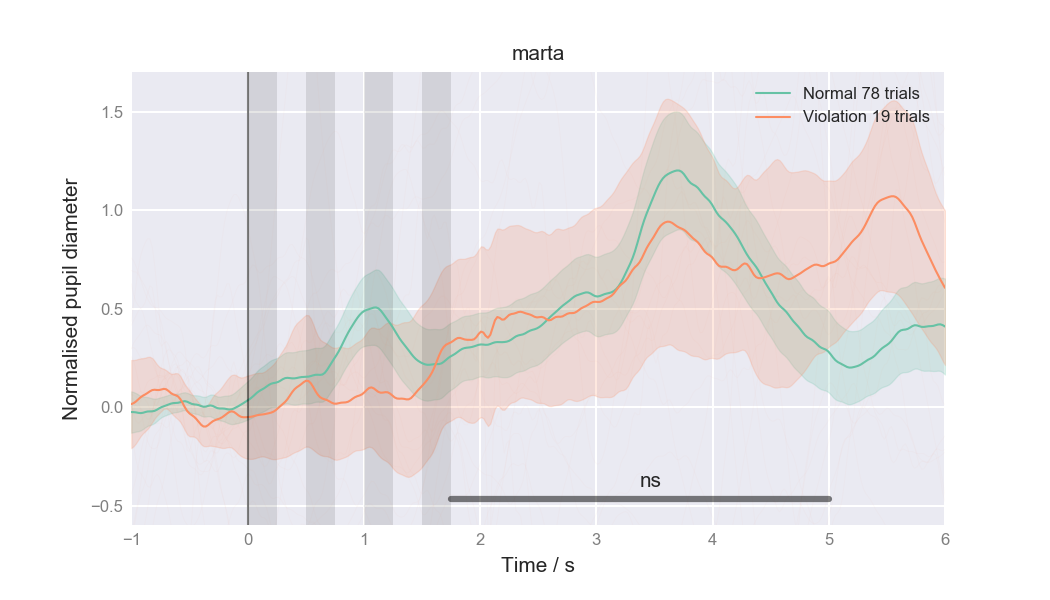 marta
Normal 78 trials
Violation 19 trials
1.5
1.0
0.5
0.0
−0.5
Normalised pupil diameter
ns
−1 0 1 2 3 4 5 6
Time / s